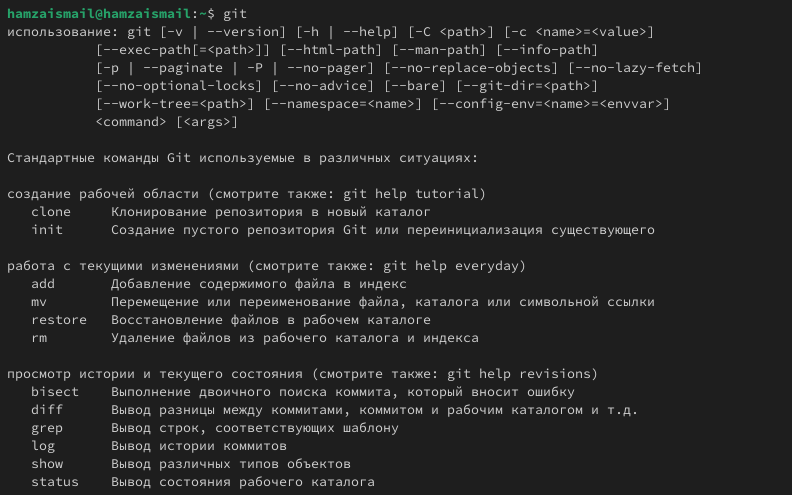 hamzaismail@hamzaismail:~$ git
использование: git [-v | --version] [-h | --help] [-C <path>] [-c <name>=<value>]
[--exec-path[=<path>]] [--html-path] [--man-path] [--info-path]
[-p | --paginate | -P | --no-pager] [--no-replace-objects] [--no-lazy-fetch]
[--no-optional-locks] [--no-advice] [--bare] [--git-dir=<path>]
[--work-tree=<path>] [--namespace=<name>] [--config-env=<name>=<envvar>]
<command> [<args>]
Стандартные команды Git используемые в различных ситуациях:
создание рабочей области (смотрите также: git help tutorial)
clone Клонирование репозитория в новый каталог
init Создание пустого репозитория Git или переинициализация существующего
работа с текущими изменениями (смотрите также: git help everyday)
add Добавление содержимого файла в индекс
mv Перемещение или переименование файла, каталога или символьной ссылки
restore Восстановление файлов в рабочем каталоге
rm Удаление файлов из рабочего каталога и индекса
просмотр истории и текущего состояния (смотрите также: git help revisions)
bisect Выполнение двоичного поиска коммита, который вносит ошибку
diff Вывод разницы между коммитами, коммитом и рабочим каталогом и т.д.
grep Вывод строк, соответствующих шаблону
log Вывод истории коммитов
show Вывод различных типов объектов
status Вывод состояния рабочего каталога